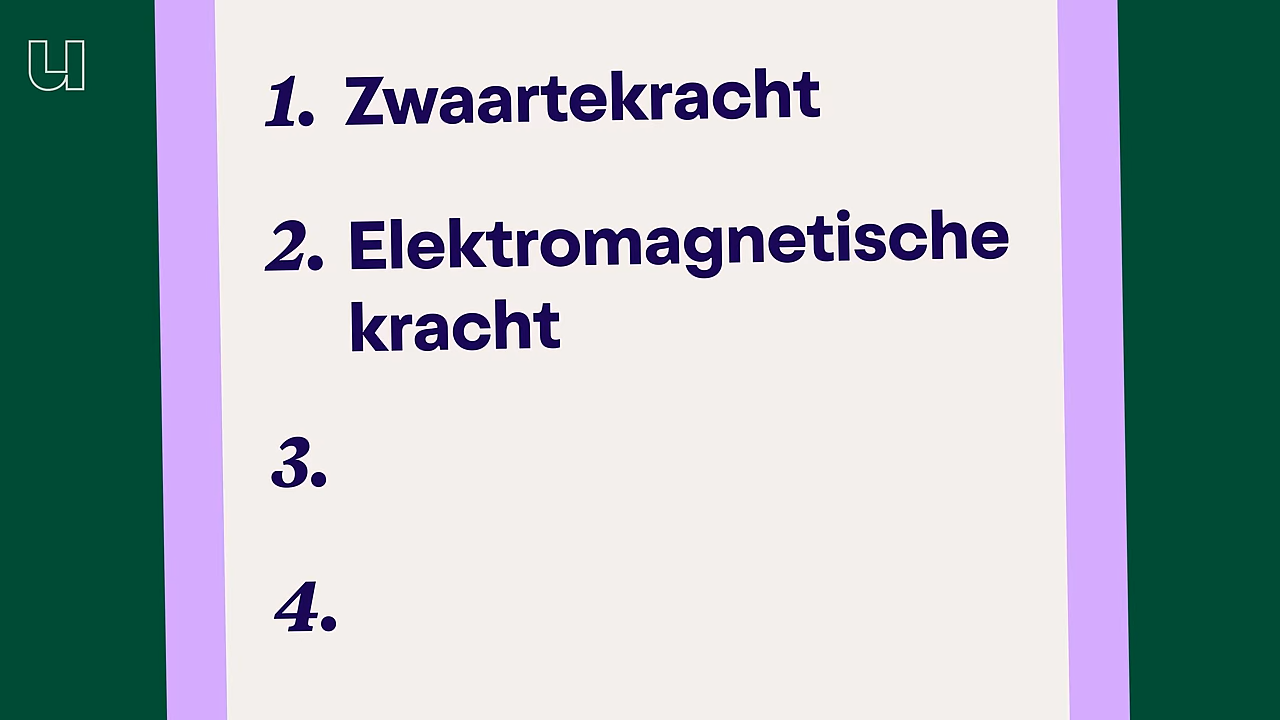 u
1. Zwaartekracht
2. Elektromagnetische
kracht
3.
4.